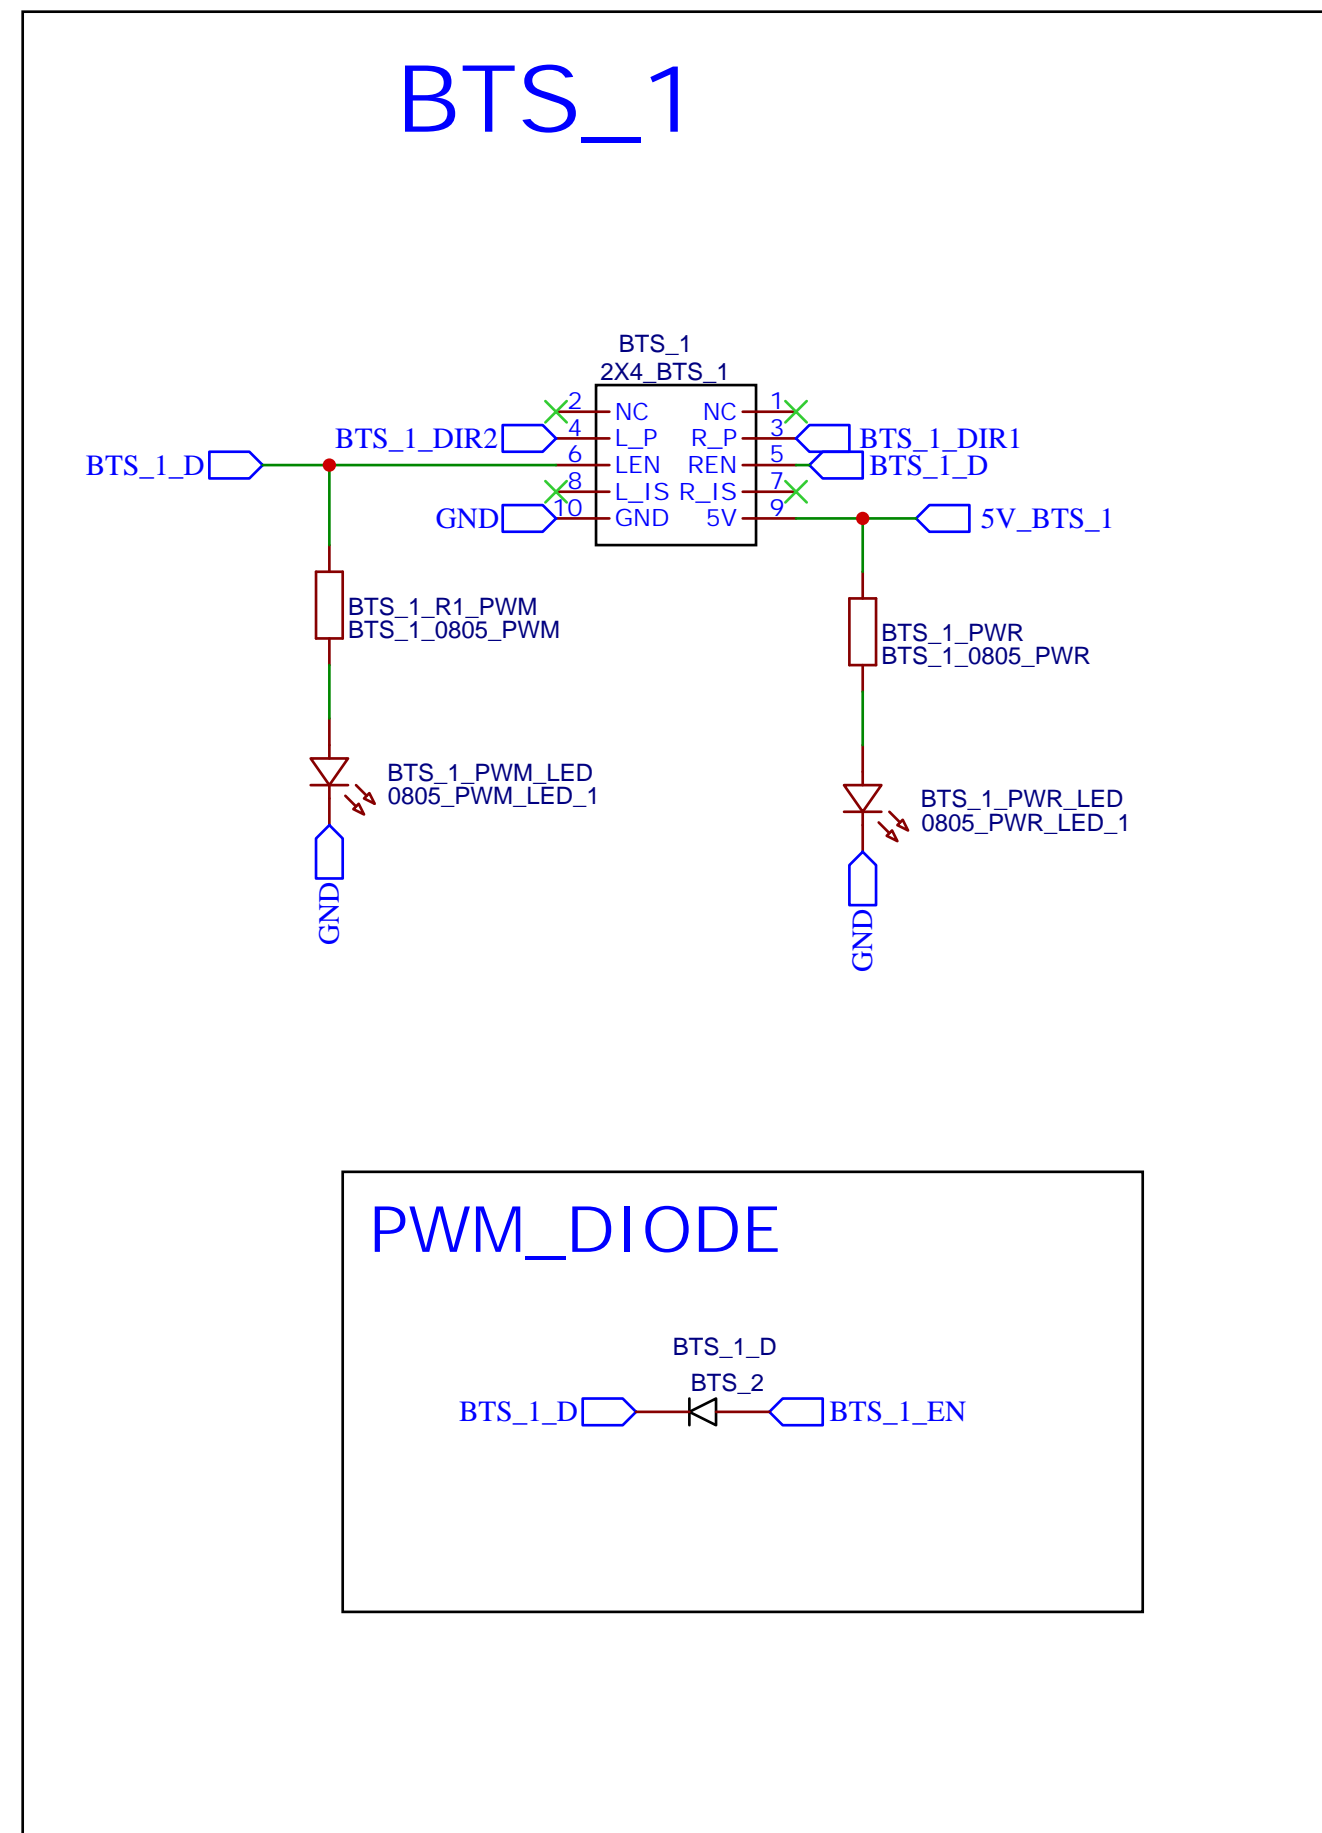 BTS_1
BTS_1
2X4_BTS_1
2 NC NC 1
BTS_1_DIR2 4 L_P R_P 3 BTS_1_DIR1
BTS_1_D 6 LEN REN 5 BTS_1_D
8 L_IS R_IS 7
GND 10 GND 5V 9 5V_BTS_1
BTS_1_R1_PWM
BTS_1_0805_PWM
BTS_1_PWR
BTS_1_0805_PWR
BTS_1_PWM_LED
0805_PWM_LED_1
BTS_1_PWR_LED
0805_PWR_LED_1
GND
GND
PWM_DIODE
BTS_1_D
BTS_2
BTS_1_D BTS_1_EN